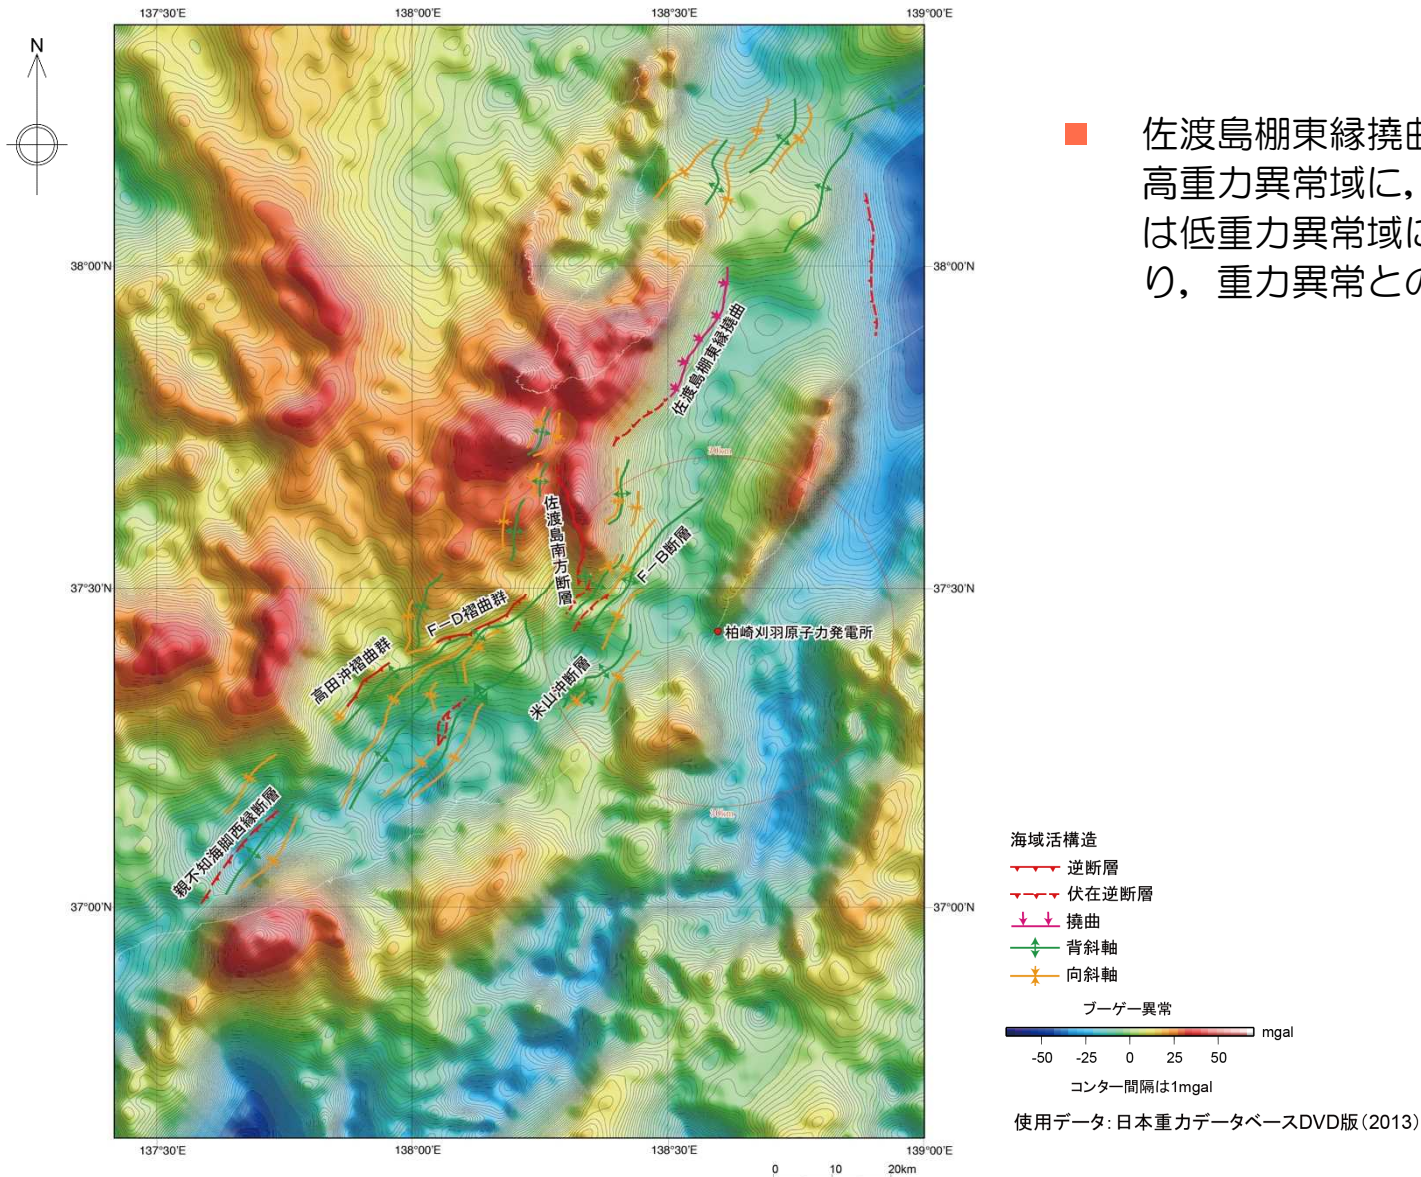 137°30'E
138°00'E
138°30'E
139°00'E
N
38°00'N
38°00'N
37°30'N
37°30'N
37°00'N
37°00'N
137°30'E
138°00'E
138°30'E
139°00'E
0 10 20km
佐渡島棚東縁撓曲
30km
佐渡島南方断層
F-B断層
F-D褶曲群
柏崎刈羽原子力発電所
高田沖褶曲群
米山沖断層
親不知海脚西縁断層
30km
■ 佐渡島棚東縁撓曲
高重力異常域に,
は低重力異常域に
り,重力異常との
海域活構造
逆断層
伏在逆断層
撓曲
背斜軸
向斜軸
ブーゲー異常
mgal
-50 -25 0 25 50
コンター間隔は1mgal
使用データ:日本重力データベースDVD版(2013)